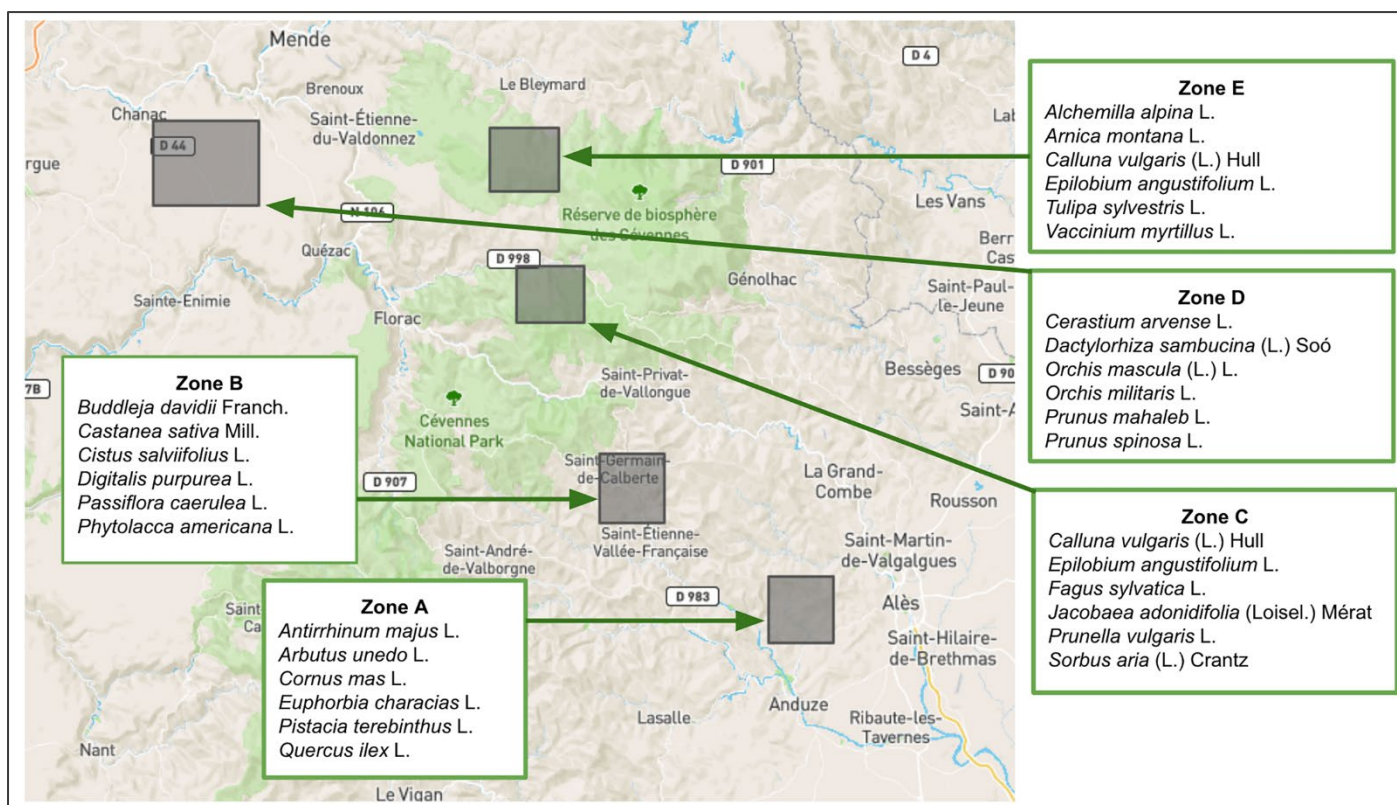 Mende
D 4
Le Bleymard
Brenoux
Chanac
Saint-Étienne-
du-Valdonnez
D 44
Lab
ergue
D 901
Les Vans
N 106
Réserve de biosphère
des Cévennes
Berr
Cast
Quézac
D 998
Génolhac
Saint-Paul-
le-Jeune
Sainte-Enimie
Florac
Bessèges
D 90
7B
Saint-Privat-
de-Vallongue
Saint-A
Cévennes
National Park
Saint-Germain-
de-Calberte
La Grand-
Combe
Rousson
D 907
Saint-Étienne-
Vallée-Française
Saint-André-
de-Valborgne
Saint-Martin-
de-Valgalgues
D 983
Alès
Saint-Hilaire-
de-Brethmas
Anduze
Lasalle
Ribaute-les-
Tavernes
Nant
Le Vigan
Zone E
Alchemilla alpina L.
Arnica montana L.
Calluna vulgaris (L.) Hull
Epilobium angustifolium L.
Tulipa sylvestris L.
Vaccinium myrtillus L.
Zone D
Cerastium arvense L.
Dactylorhiza sambucina (L.) Soó
Orchis mascula (L.) L.
Orchis militaris L.
Prunus mahaleb L.
Prunus spinosa L.
Zone B
Buddleja davidii Franch.
Castanea sativa Mill.
Cistus salviifolius L.
Digitalis purpurea L.
Passiflora caerulea L.
Phytolacca americana L.
Zone C
Calluna vulgaris (L.) Hull
Epilobium angustifolium L.
Fagus sylvatica L.
Jacobaea adonidifolia (Loisel.) Mérat
Prunella vulgaris L.
Sorbus aria (L.) Crantz
Zone A
Antirrhinum majus L.
Arbutus unedo L.
Cornus mas L.
Euphorbia characias L.
Pistacia terebinthus L.
Quercus ilex L.